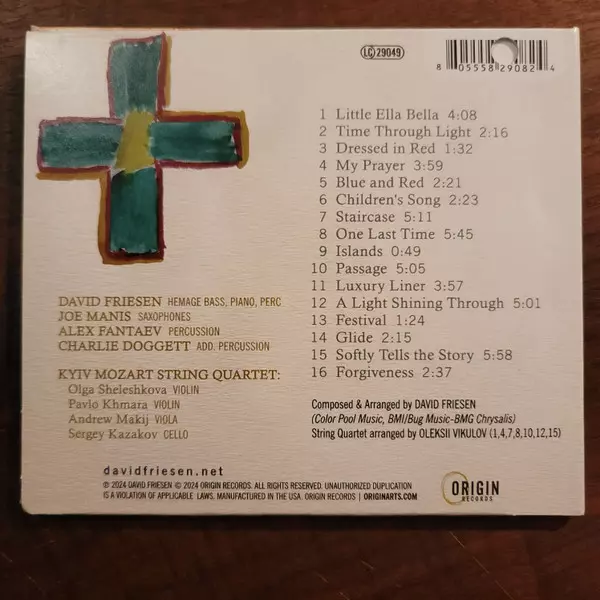 LC 29049
8 05558 29082 4
1 Little Ella Bella 4:08
2 Time Through Light 2:16
3 Dressed in Red 1:32
4 My Prayer 3:59
5 Blue and Red 2:21
6 Children's Song 2:23
7 Staircase 5:11
8 One Last Time 5:45
9 Islands 0:49
10 Passage 5:05
11 Luxury Liner 3:57
12 A Light Shining Through 5:01
13 Festival 1:24
14 Glide 2:15
15 Softly Tells the Story 5:58
16 Forgiveness 2:37
DAVID FRIESEN HEMAGE BASS, PIANO, PERC
JOE MANIS SAXOPHONES
ALEX FANTAEV PERCUSSION
CHARLIE DOGGETT ADD. PERCUSSION
KYIV MOZART STRING QUARTET:
Olga Sheleshkova VIOLIN
Pavlo Khmara VIOLIN
Andrew Makij VIOLA
Sergey Kazakov CELLO
Composed & Arranged by DAVID FRIESEN
(Color Pool Music, BMI/Bug Music-BMG Chrysalis)
String Quartet arranged by OLEKSII VIKULOV (1,4,7,8,10,12,15)
davidfriesen.net
℗ 2024 DAVID FRIESEN © 2024 ORIGIN RECORDS. ALL RIGHTS RESERVED. UNAUTHORIZED DUPLICATION
IS A VIOLATION OF APPLICABLE LAWS. MANUFACTURED IN THE USA. ORIGIN RECORDS | ORIGINARTS.COM
ORIGIN
RECORDS